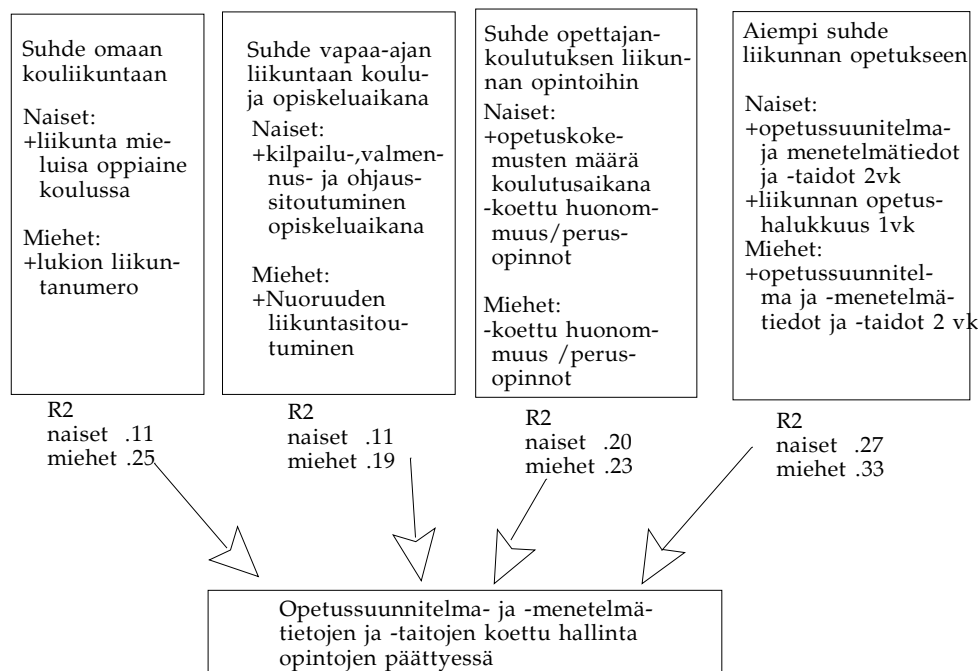 Suhde omaan
kouliikuntaan
Naiset:
+liikunta mie-
luisa oppiaine
koulussa
Miehet:
+lukion liikun-
tanumero
R2
naiset .11
miehet .25
Suhde vapaa-ajan
liikuntaan koulu-
ja opiskeluaikana
Naiset:
+kilpailu-,valmen-
nus- ja ohjaus-
sitoutuminen
opiskeluaikana
Miehet:
+Nuoruuden
liikuntasitou-
tuminen
R2
naiset .11
miehet .19
Suhde opettajan-
koulutuksen liikun-
nan opintoihin
Naiset:
+opetuskoke-
musten määrä
koulutusaikana
-koettu huonom-
muus/perus-
opinnot
Miehet:
-koettu huonom-
muus /perus-
opinnot
R2
naiset .20
miehet .23
Aiempi suhde
liikunnan opetukseen
Naiset:
+opetussuunitelma-
ja menetelmätiedot
ja -taidot 2vk
+liikunnan opetus-
halukkuus 1vk
Miehet:
+opetussuunnitel-
ma ja -menetelmä-
tiedot ja -taidot 2 vk
R2
naiset .27
miehet .33
Opetussuunnitelma- ja -menetelmä-
tietojen ja -taitojen koettu hallinta
opintojen päättyessä